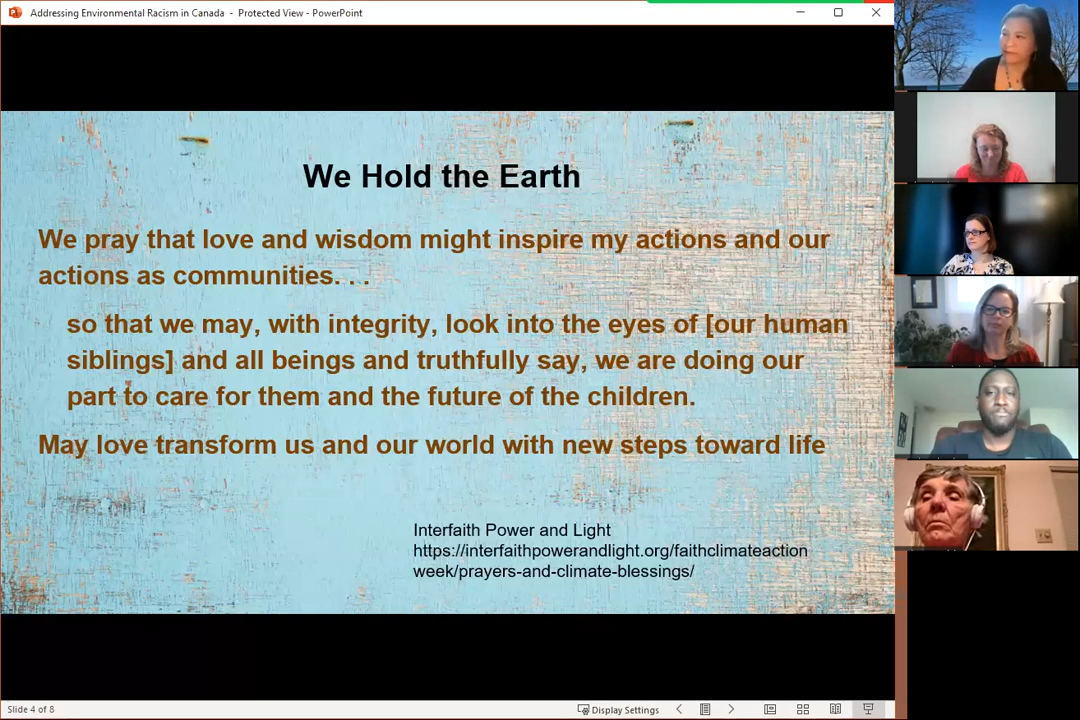 Addressing Environmental Racism in Canada - Protected View - PowerPoint
We Hold the Earth
We pray that love and wisdom might inspire my actions and our
actions as communities. . .
so that we may, with integrity, look into the eyes of [our human
siblings] and all beings and truthfully say, we are doing our
part to care for them and the future of the children.
May love transform us and our world with new steps toward life
Interfaith Power and Light
https://interfaithpowerandlight.org/faithclimateaction
week/prayers-and-climate-blessings/
Slide 4 of 8
Display Settings